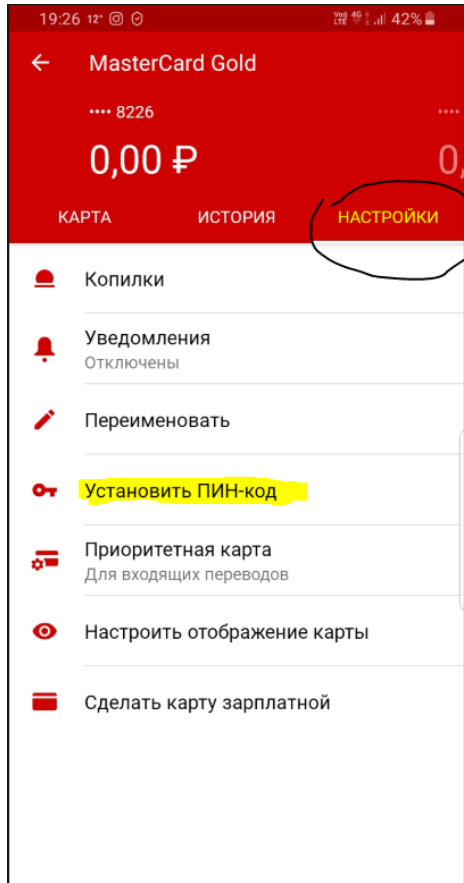 19:26 12° 42%
MasterCard Gold
•••• 8226 ••••
0,00 ₽ 0,
КАРТА ИСТОРИЯ НАСТРОЙКИ
Копилки
Уведомления
Отключены
Переименовать
Установить ПИН-код
Приоритетная карта
Для входящих переводов
Настроить отображение карты
Сделать карту зарплатной